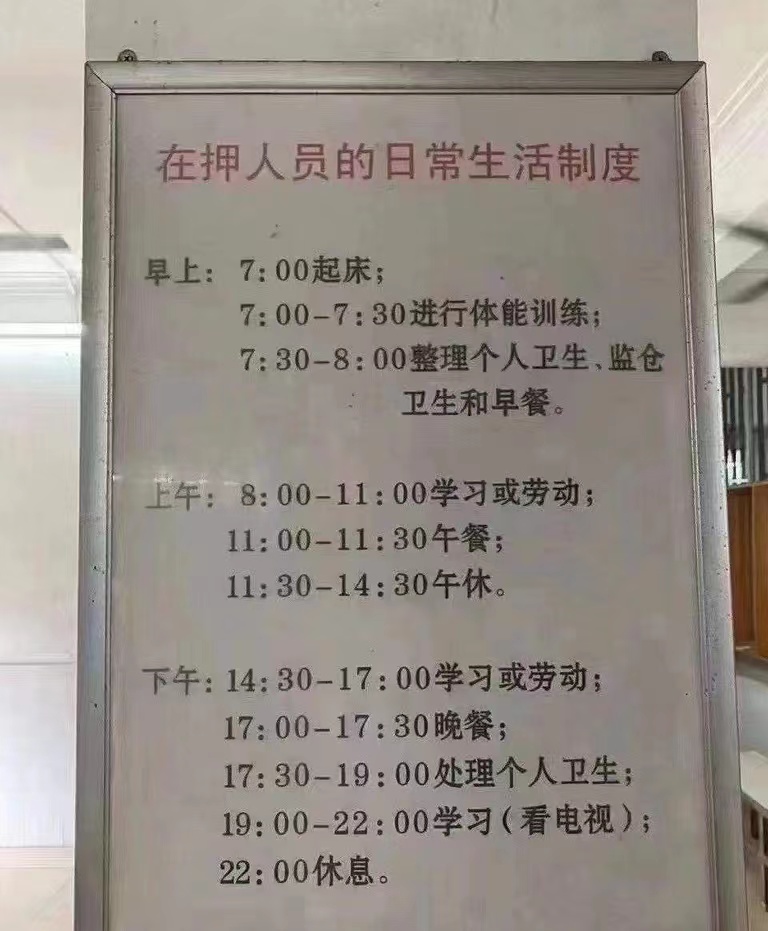 在押人员的日常生活制度
早上：7:00起床；
7:00-7:30进行体能训练；
7:30-8:00整理个人卫生、监仓
卫生和早餐。
上午：8:00-11:00学习或劳动；
11:00-11:30午餐；
11:30-14:30午休。
下午：14:30-17:00学习或劳动；
17:00-17:30晚餐；
17:30-19:00处理个人卫生；
19:00-22:00学习（看电视）；
22:00休息。